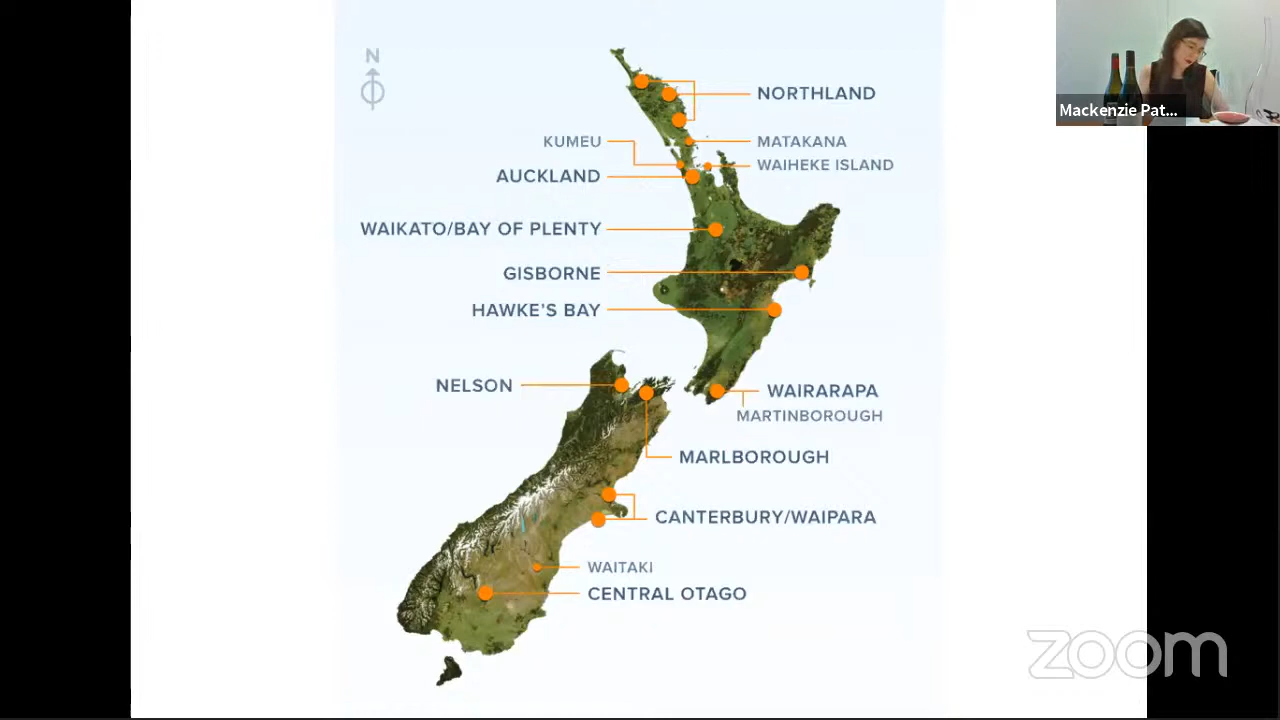 N
NORTHLAND
KUMEU
MATAKANA
WAIHEKE ISLAND
AUCKLAND
WAIKATO/BAY OF PLENTY
GISBORNE
HAWKE'S BAY
NELSON
WAIRARAPA
MARTINBOROUGH
MARLBOROUGH
CANTERBURY/WAIPARA
WAITAKI
CENTRAL OTAGO
Mackenzie Pat...
zoom